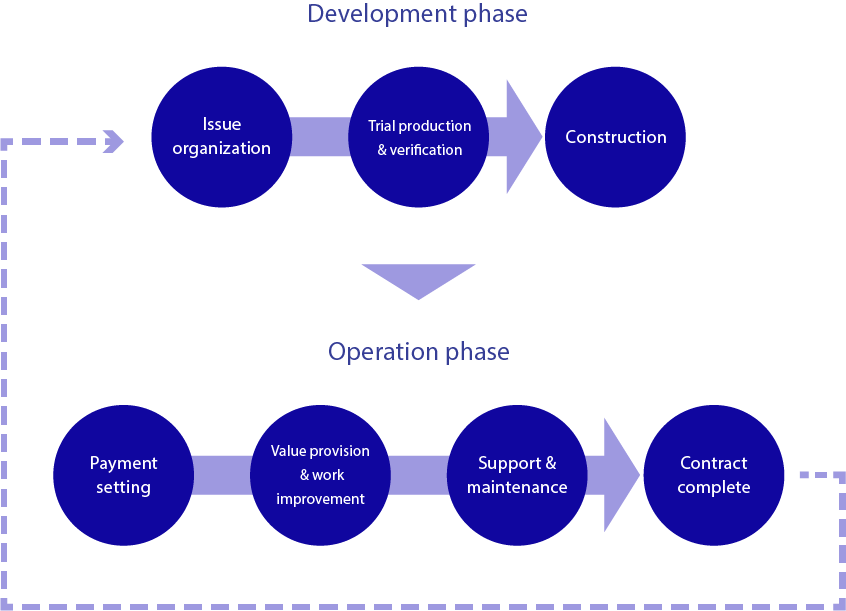 Development phase
Issue
organization
Trial production
& verification
Construction
Operation phase
Payment
setting
Value provision
& work
improvement
Support &
maintenance
Contract
complete